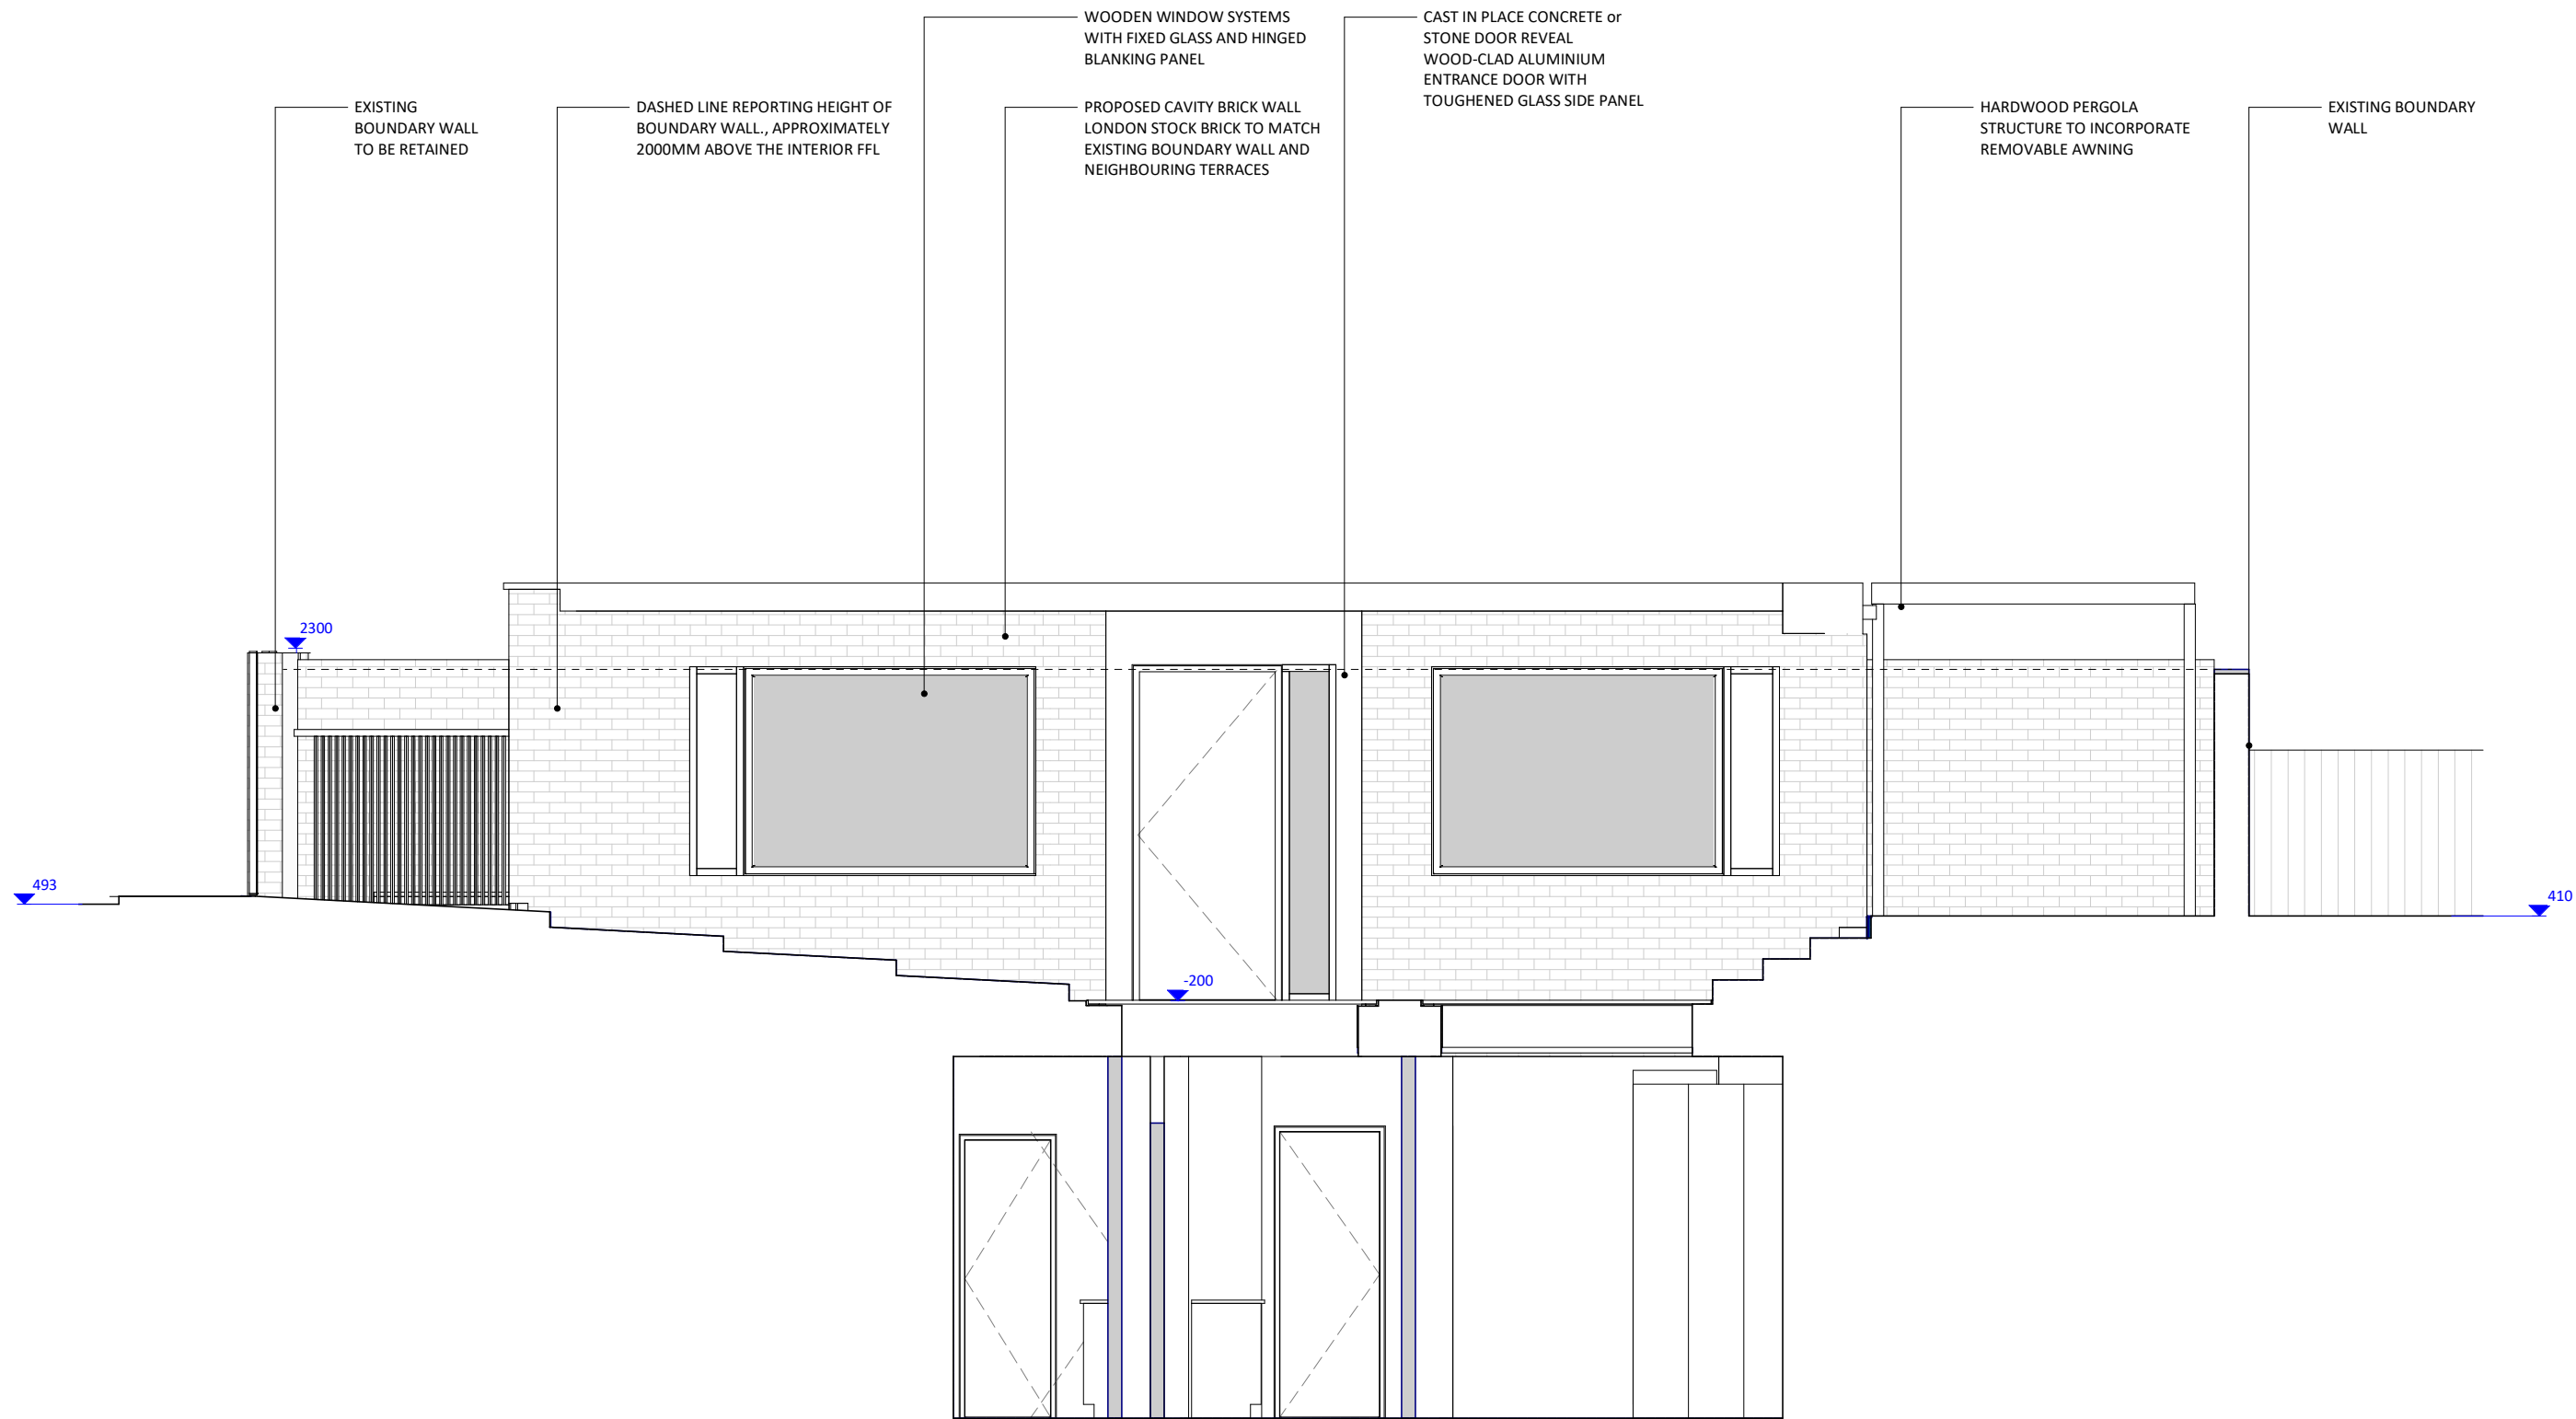 WOODEN WINDOW SYSTEMS
WITH FIXED GLASS AND HINGED
BLANKING PANEL
CAST IN PLACE CONCRETE or
STONE DOOR REVEAL
WOOD-CLAD ALUMINIUM
ENTRANCE DOOR WITH
TOUGHENED GLASS SIDE PANEL
EXISTING
BOUNDARY WALL
TO BE RETAINED
DASHED LINE REPORTING HEIGHT OF
BOUNDARY WALL., APPROXIMATELY
2000MM ABOVE THE INTERIOR FFL
PROPOSED CAVITY BRICK WALL
LONDON STOCK BRICK TO MATCH
EXISTING BOUNDARY WALL AND
NEIGHBOURING TERRACES
HARDWOOD PERGOLA
STRUCTURE TO INCORPORATE
REMOVABLE AWNING
EXISTING BOUNDARY
WALL
2300
493
410
-200